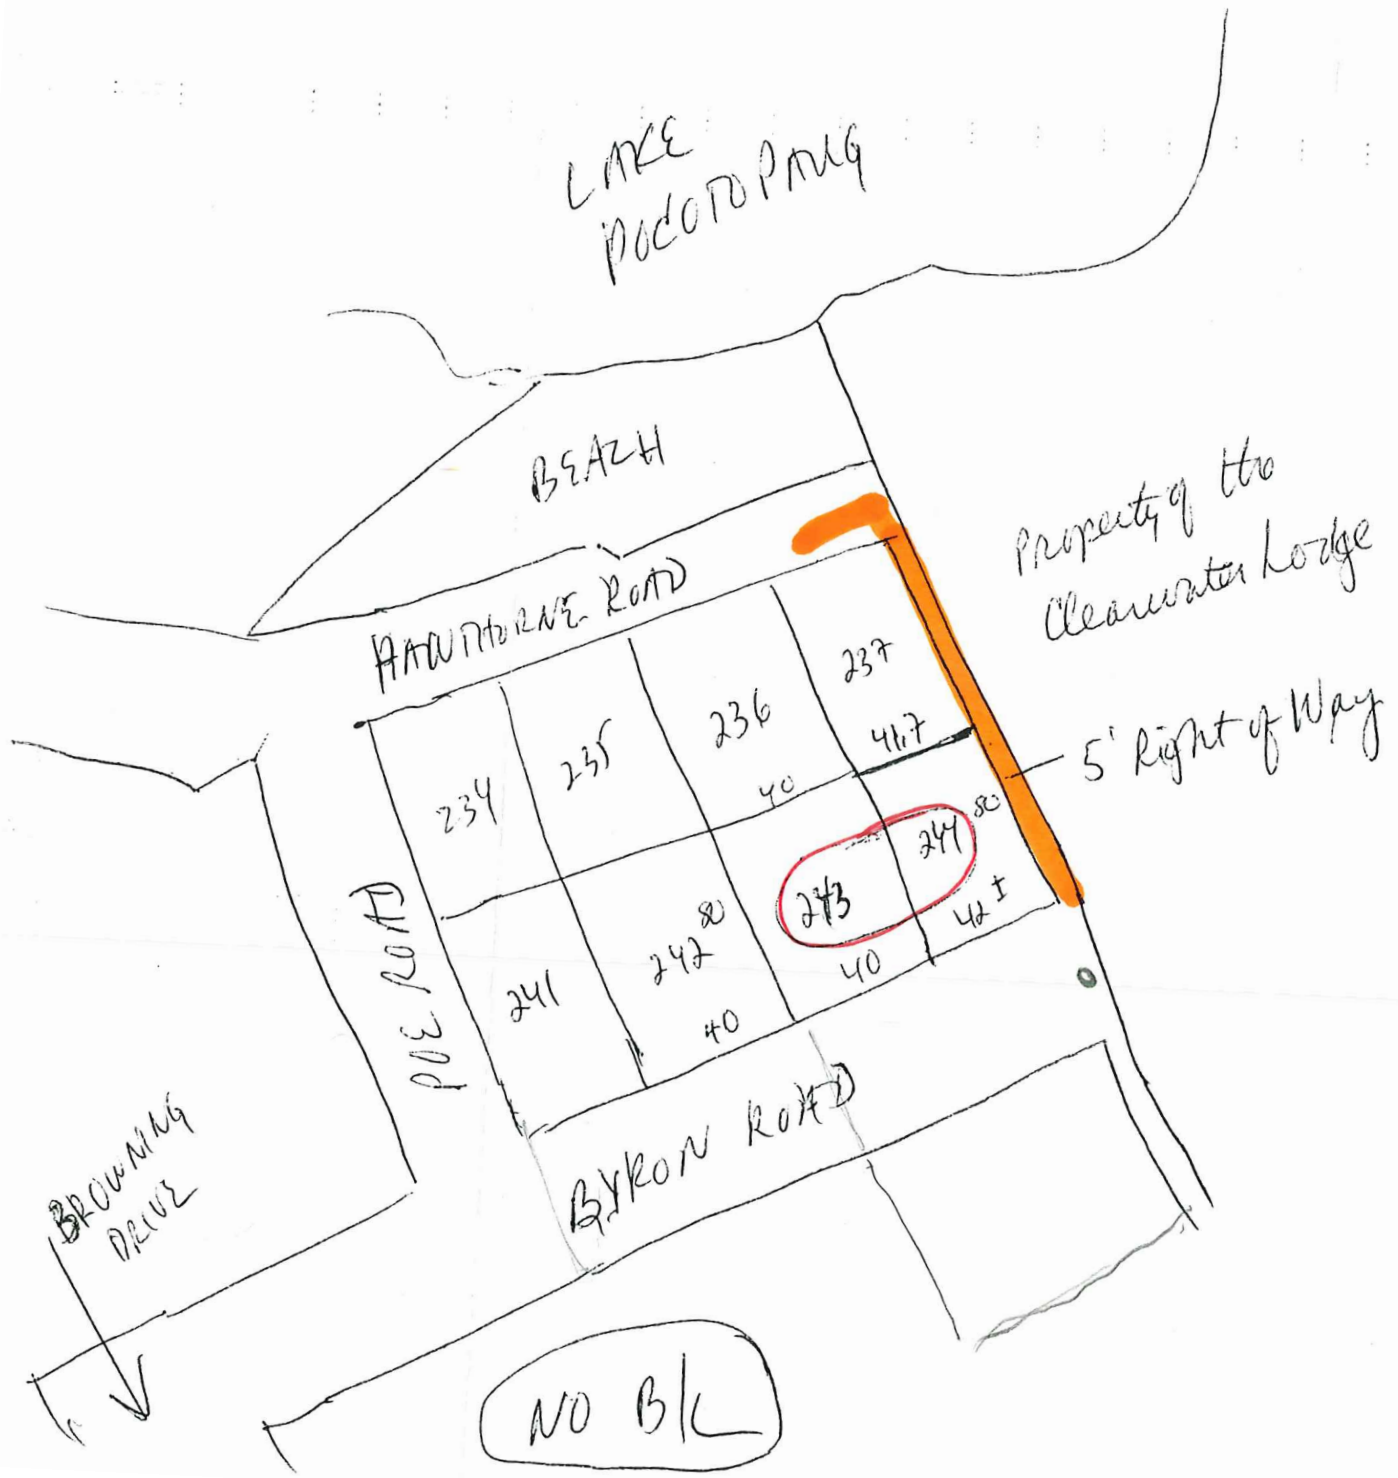 LAKE
POCOTOPAUG
BEACH
Property of the
Clearwater Lodge
HAWTHORNE ROAD
237
236
235
234
41.7
40
5' Right of Way
80
244
243
42±
40
80
242
241
40
POE ROAD
BYRON ROAD
BROWNING
DRIVE
NO B/L